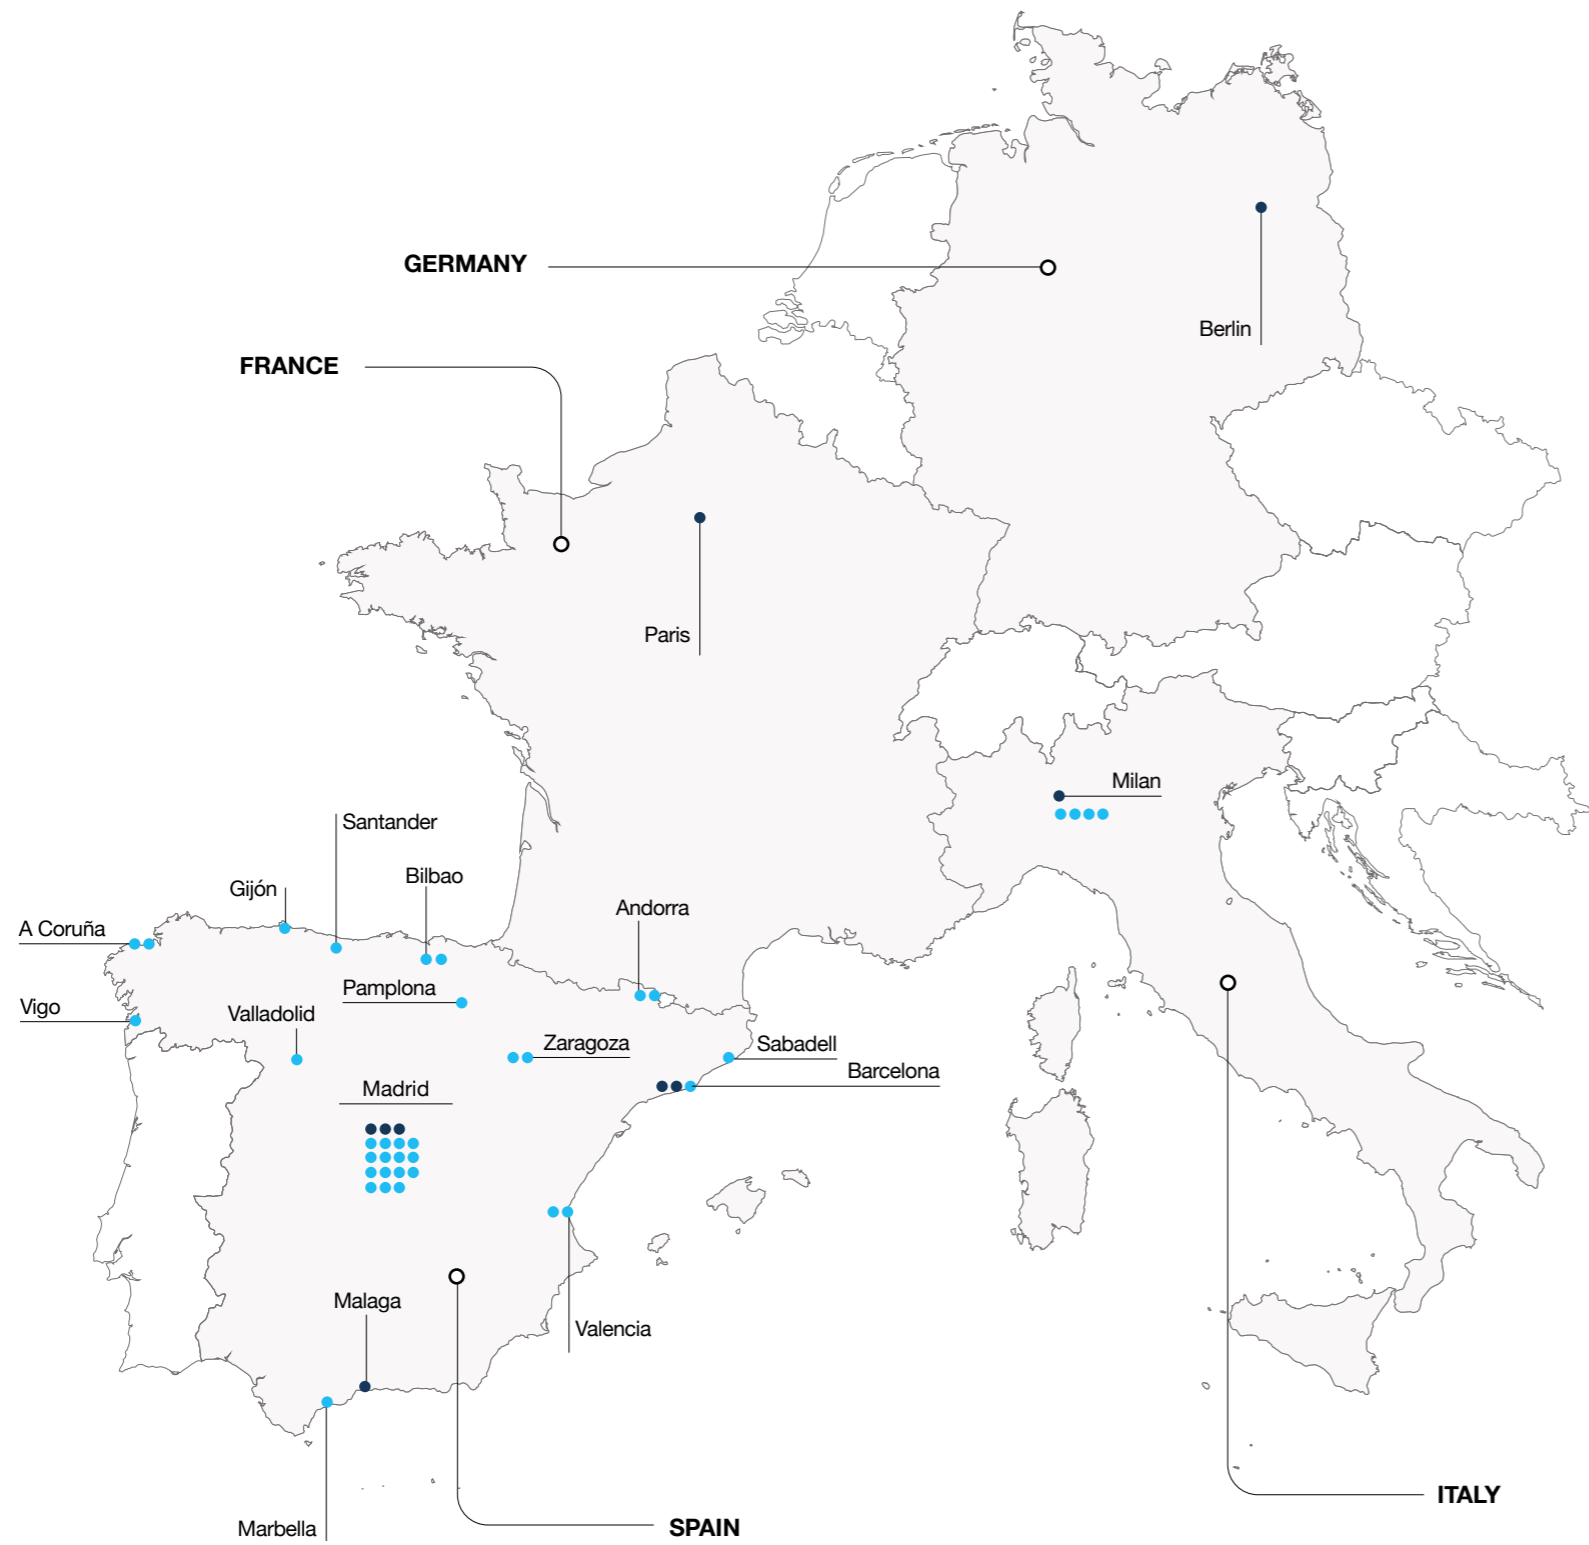 GERMANY
Berlin
FRANCE
Paris
Milan
Santander
Bilbao
Gijón
Andorra
A Coruña
Pamplona
Vigo
Valladolid
Zaragoza
Sabadell
Barcelona
Madrid
Malaga
Valencia
ITALY
Marbella
SPAIN